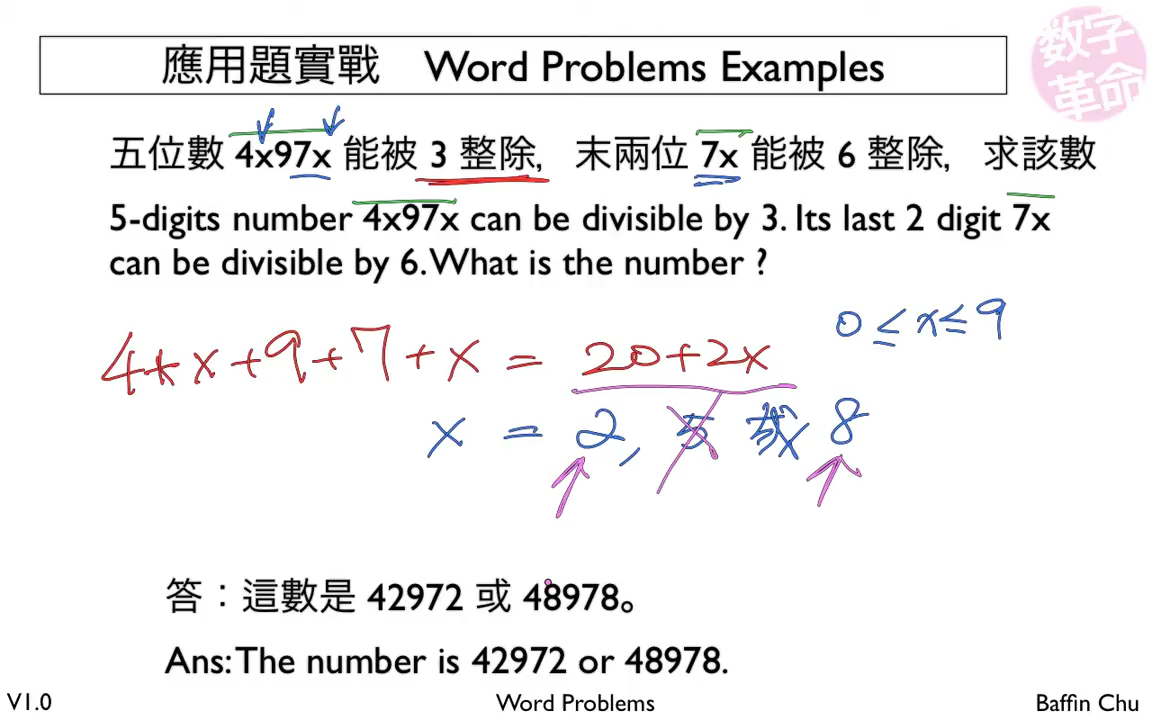 数字
革命
應用題實戰 Word Problems Examples
五位數 4x97x 能被 3 整除, 末兩位 7x 能被 6 整除, 求該數
5-digits number 4x97x can be divisible by 3. Its last 2 digit 7x
can be divisible by 6. What is the number ?
0 ≤ x ≤ 9
4+x+9+7+x = 20+2x
x = 2, 5 或 8
答：這數是 42972 或 48978。
Ans: The number is 42972 or 48978.
V1.0 Word Problems Baffin Chu